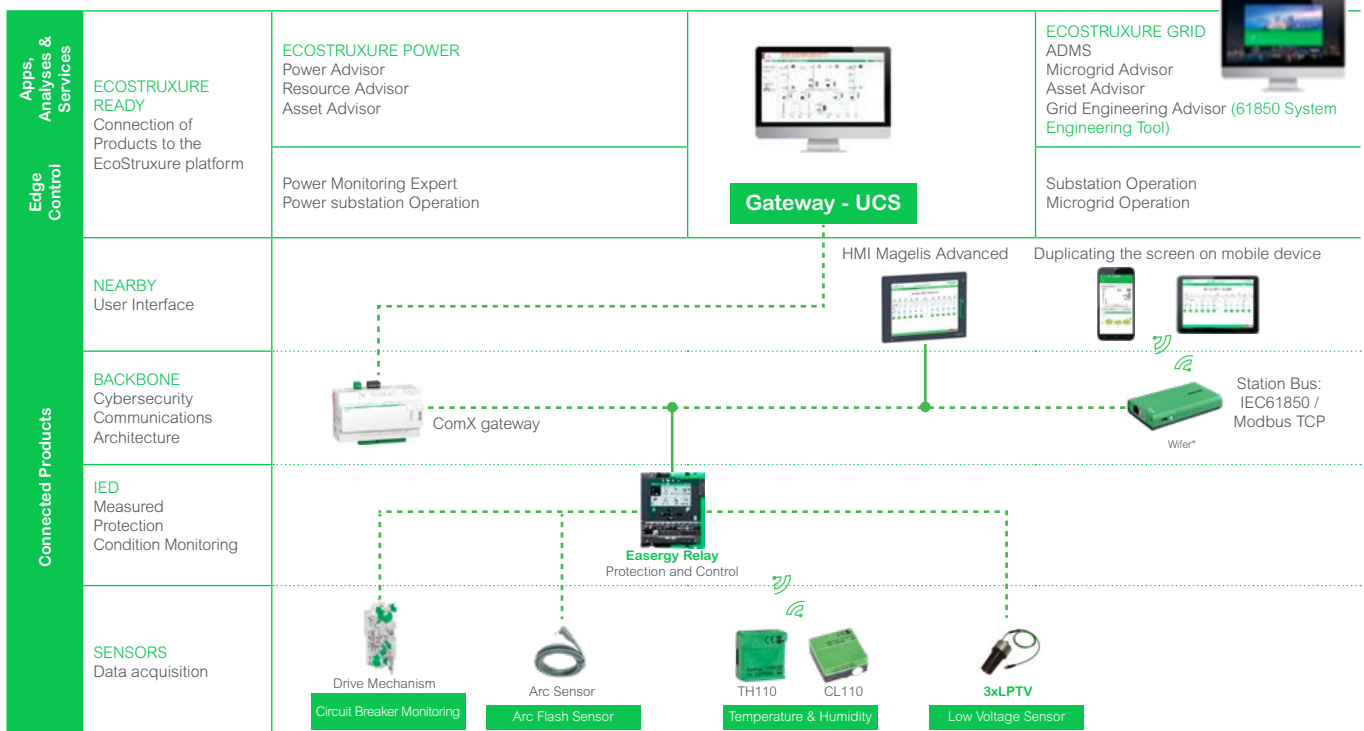 Apps,
Analyses &
Services
ECOSTRUXURE
READY
Connection of
Products to the
EcoStruxure platform
ECOSTRUXURE POWER
Power Advisor
Resource Advisor
Asset Advisor
ECOSTRUXURE GRID
ADMS
Microgrid Advisor
Asset Advisor
Grid Engineering Advisor (61850 System
Engineering Tool)
Edge
Control
Power Monitoring Expert
Power substation Operation
Gateway - UCS
Substation Operation
Microgrid Operation
Connected Products
NEARBY
User Interface
HMI Magelis Advanced
Duplicating the screen on mobile device
BACKBONE
Cybersecurity
Communications
Architecture
ComX gateway
Station Bus:
IEC61850 /
Modbus TCP
Wifer*
IED
Measured
Protection
Condition Monitoring
Easergy Relay
Protection and Control
SENSORS
Data acquisition
Drive Mechanism
Circuit Breaker Monitoring
Arc Sensor
Arc Flash Sensor
TH110
CL110
Temperature & Humidity
3xLPTV
Low Voltage Sensor